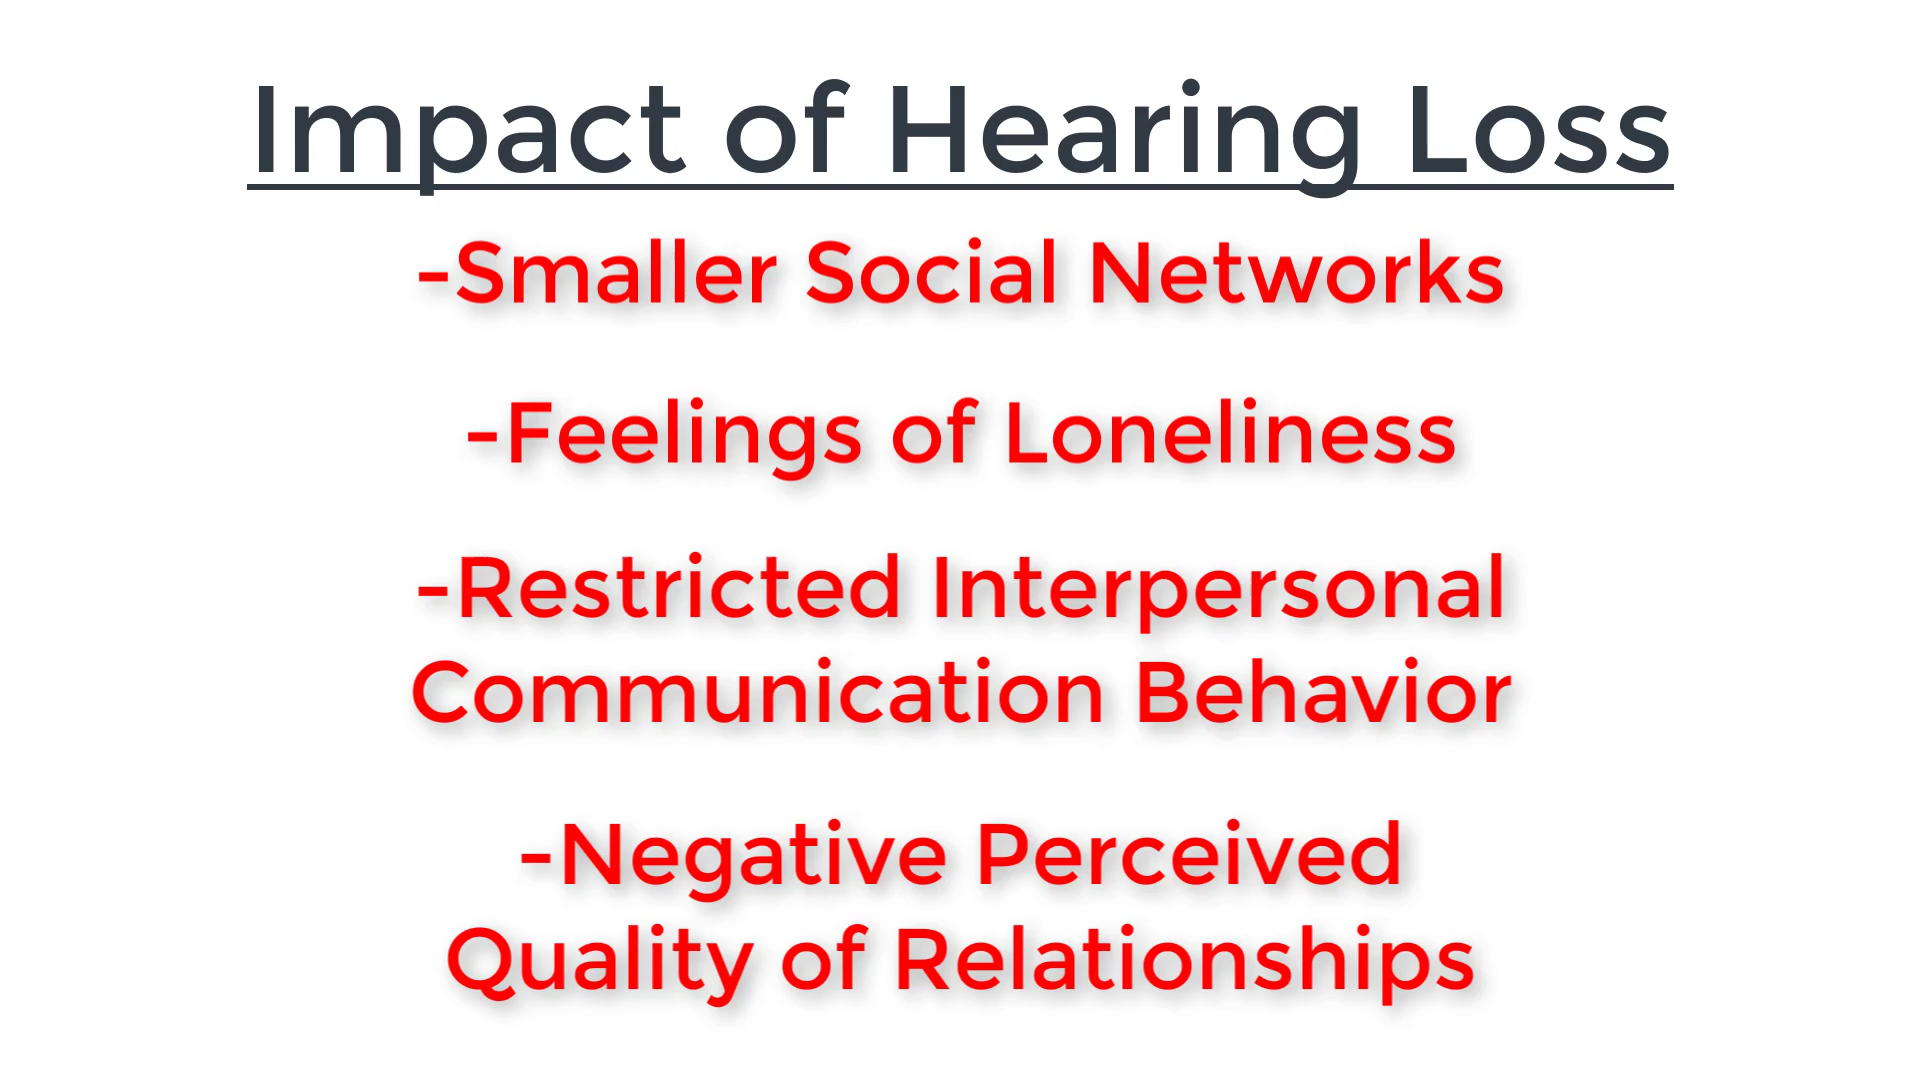 Impact of Hearing Loss
-Smaller Social Networks
-Feelings of Loneliness
-Restricted Interpersonal
Communication Behavior
-Negative Perceived
Quality of Relationships